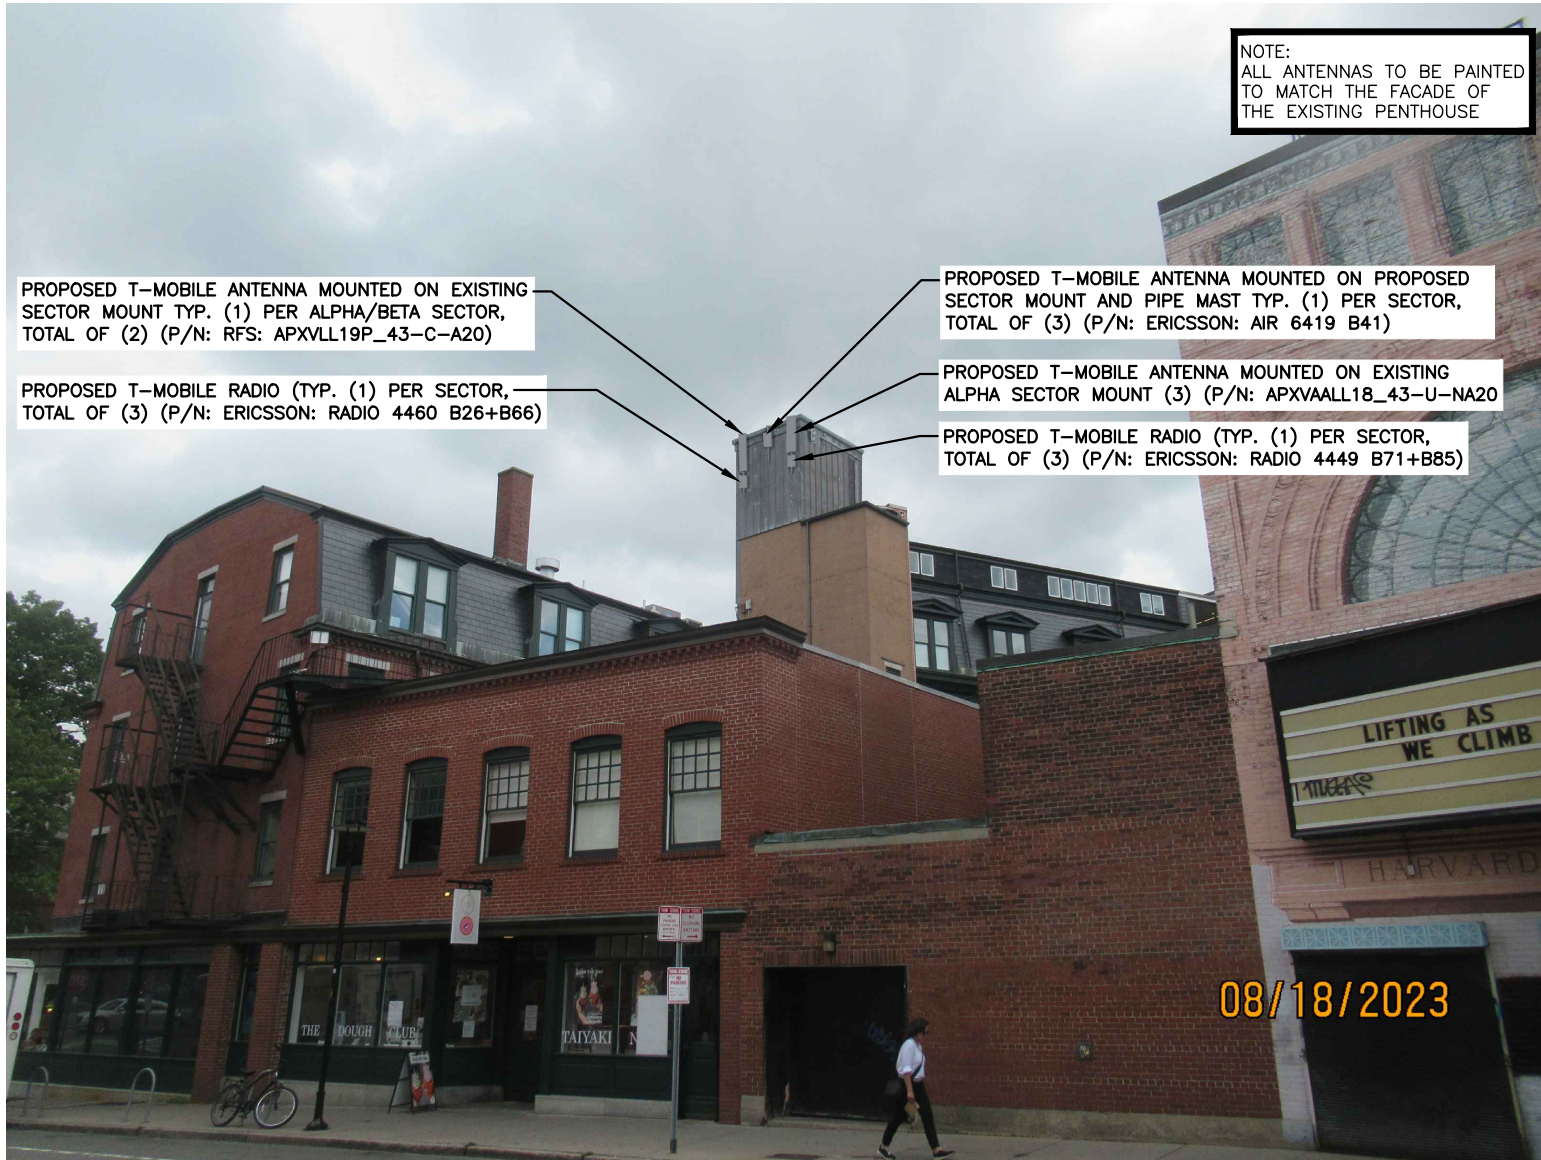 NOTE:
ALL ANTENNAS TO BE PAINTED
TO MATCH THE FACADE OF
THE EXISTING PENTHOUSE
PROPOSED T-MOBILE ANTENNA MOUNTED ON EXISTING
SECTOR MOUNT TYP. (1) PER ALPHA/BETA SECTOR,
TOTAL OF (2) (P/N: RFS: APXVLL19P_43-C-A20)
PROPOSED T-MOBILE RADIO (TYP. (1) PER SECTOR,
TOTAL OF (3) (P/N: ERICSSON: RADIO 4460 B26+B66)
PROPOSED T-MOBILE ANTENNA MOUNTED ON PROPOSED
SECTOR MOUNT AND PIPE MAST TYP. (1) PER SECTOR,
TOTAL OF (3) (P/N: ERICSSON: AIR 6419 B41)
PROPOSED T-MOBILE ANTENNA MOUNTED ON EXISTING
ALPHA SECTOR MOUNT (3) (P/N: APXVAALL18_43-U-NA20
PROPOSED T-MOBILE RADIO (TYP. (1) PER SECTOR,
TOTAL OF (3) (P/N: ERICSSON: RADIO 4449 B71+B85)
LIFTING AS
WE CLIMB
HARVARD
THE DOUGH CLUB
TAIYAKI N
08/18/2023